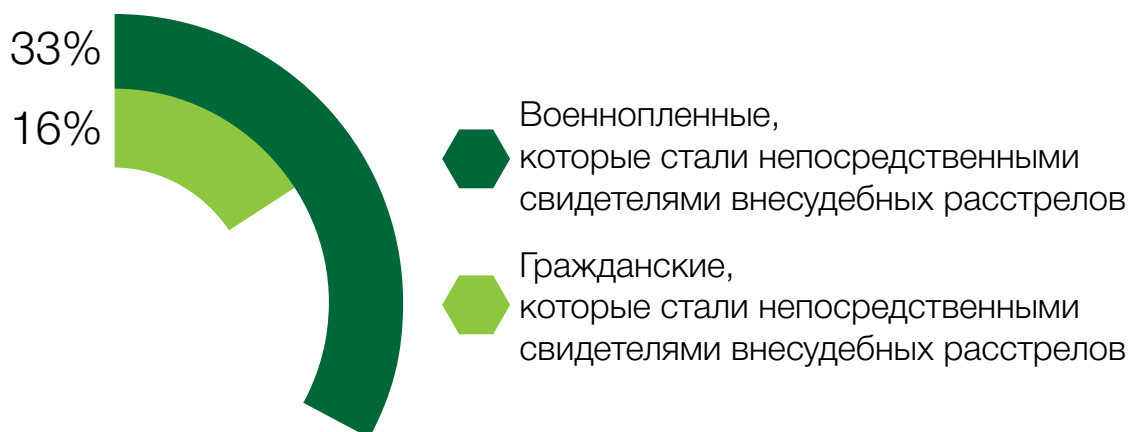 33%
16%
Военнопленные,
которые стали непосредственными
свидетелями внесудебных расстрелов
Гражданские,
которые стали непосредственными
свидетелями внесудебных расстрелов